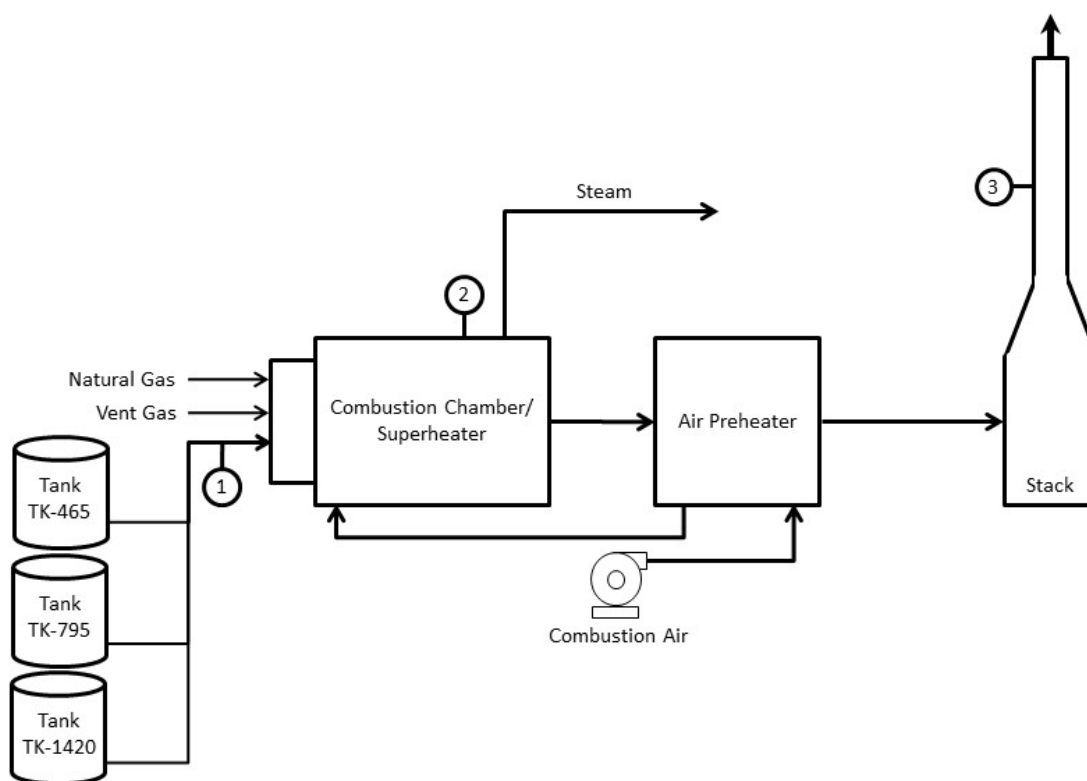 3
Steam
2
Natural Gas
Vent Gas
Combustion Chamber/
Superheater
Air Preheater
Tank
TK-465
1
Stack
Tank
TK-795
Combustion Air
Tank
TK-1420